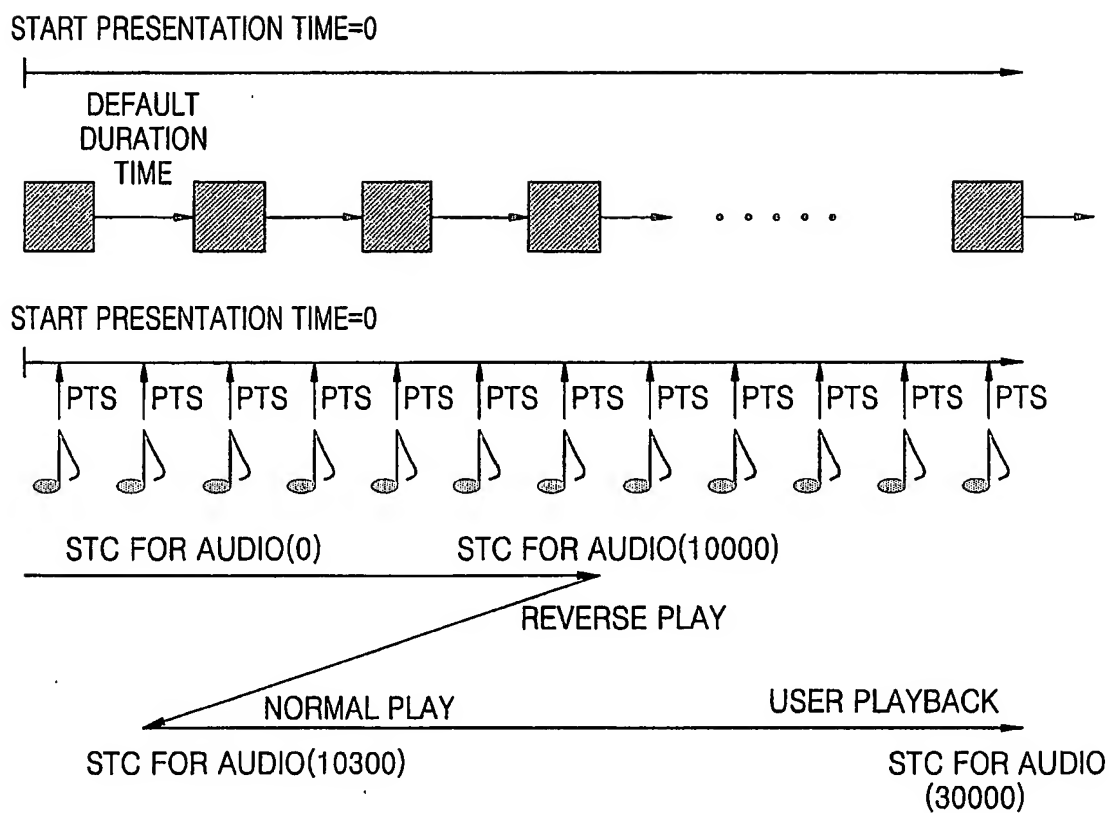 START PRESENTATION TIME=0
DEFAULT
DURATION
TIME
START PRESENTATION TIME=0
PTS PTS PTS PTS PTS PTS PTS PTS PTS PTS PTS PTS
STC FOR AUDIO(0) STC FOR AUDIO(10000)
REVERSE PLAY
NORMAL PLAY USER PLAYBACK
STC FOR AUDIO(10300) STC FOR AUDIO
(30000)